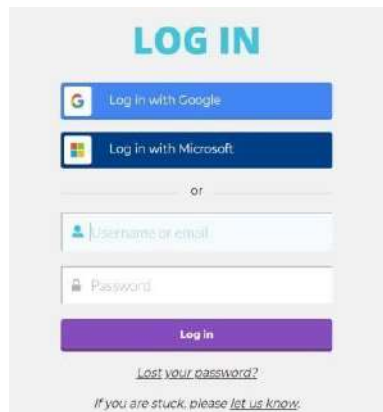 LOG IN
Log in with Google
Log in with Microsoft
or
Username or email
Password
Log in
Lost your password?
If you are stuck, please let us know.